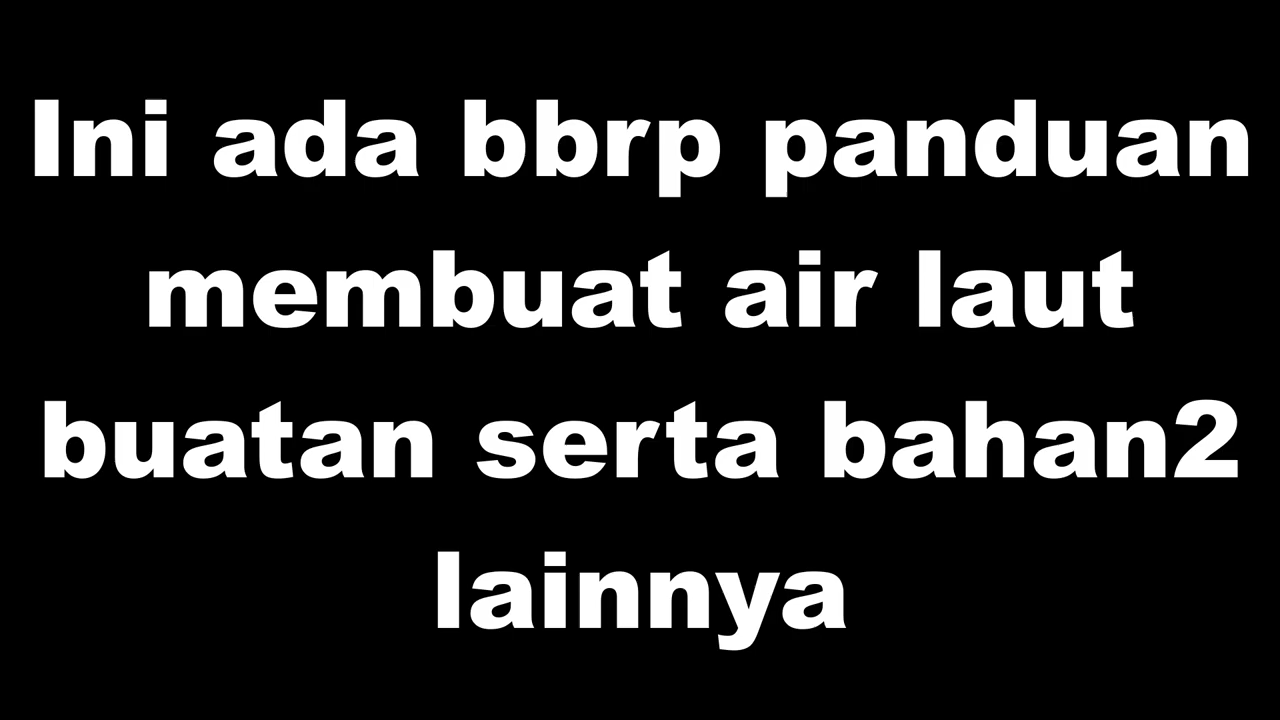 Ini ada bbrp panduan
membuat air laut
buatan serta bahan2
lainnya